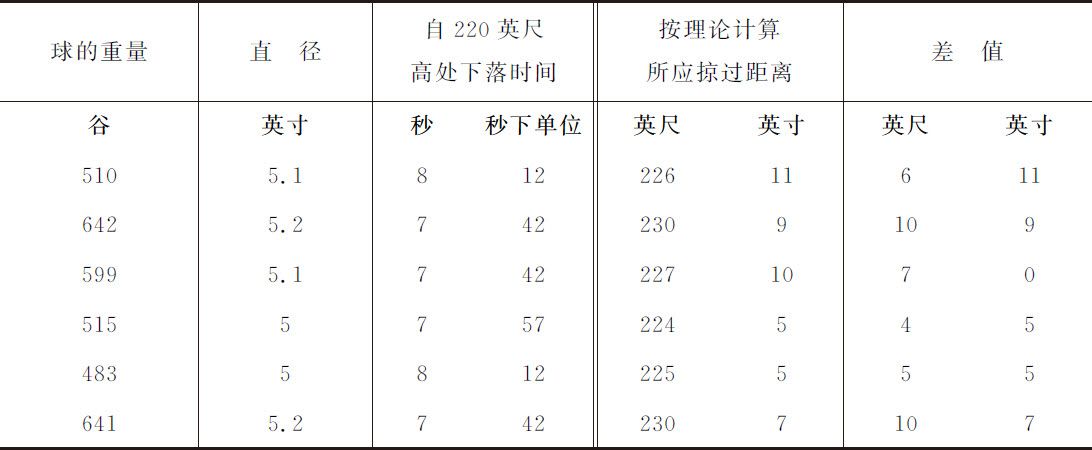 球的重量 直 径 自220英尺高处下落时间 按理论计算所应掠过距离 差 值
谷 英寸 秒 秒下单位 英尺 英寸 英尺 英寸
510 5.1 8 12 226 11 6 11
642 5.2 7 42 230 9 10 9
599 5.1 7 42 227 10 7 0
515 5 7 57 224 5 4 5
483 5 8 12 225 5 5 5
641 5.2 7 42 230 7 10 7